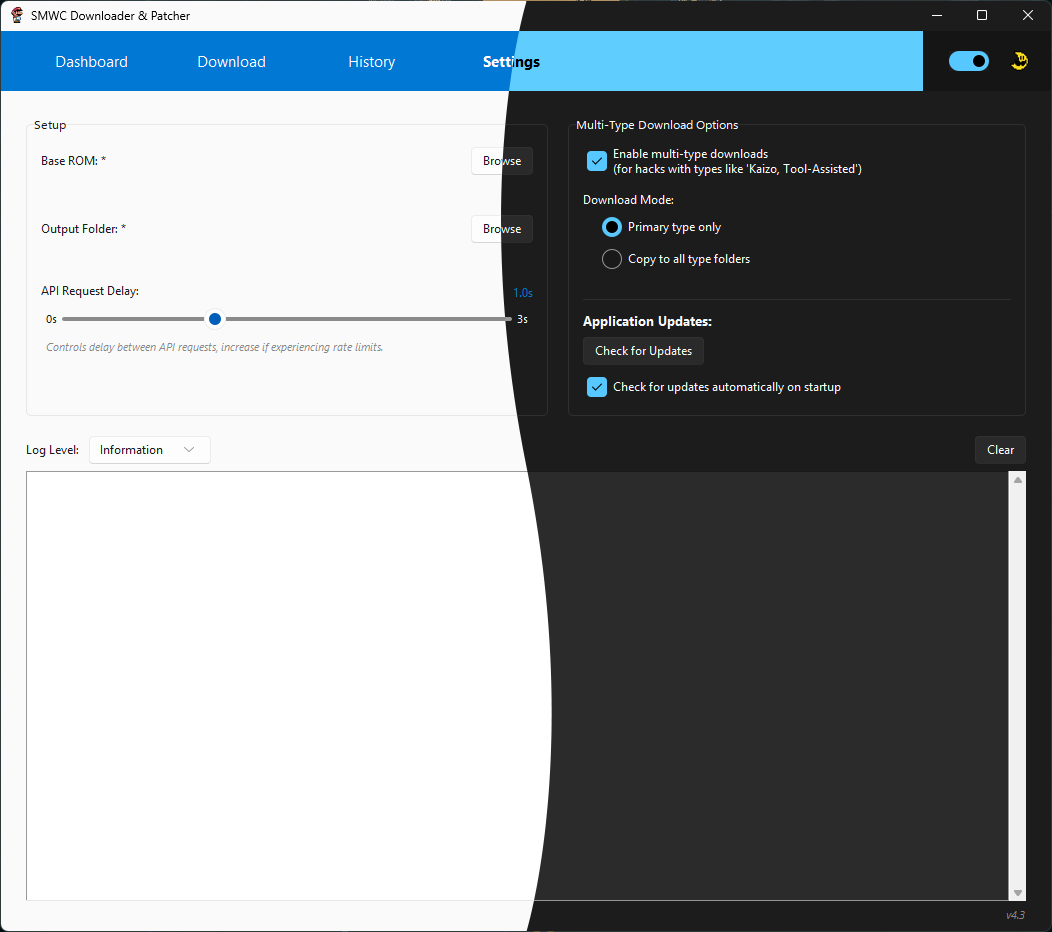 SMWC Downloader & Patcher
Dashboard
Download
History
Settings
Setup
Base ROM: *
Browse
Output Folder: *
Browse
API Request Delay:
1.0s
0s
3s
Controls delay between API requests, increase if experiencing rate limits.
Multi-Type Download Options
Enable multi-type downloads
(for hacks with types like 'Kaizo, Tool-Assisted')
Download Mode:
Primary type only
Copy to all type folders
Application Updates:
Check for Updates
Check for updates automatically on startup
Log Level:
Information
Clear
v4.3